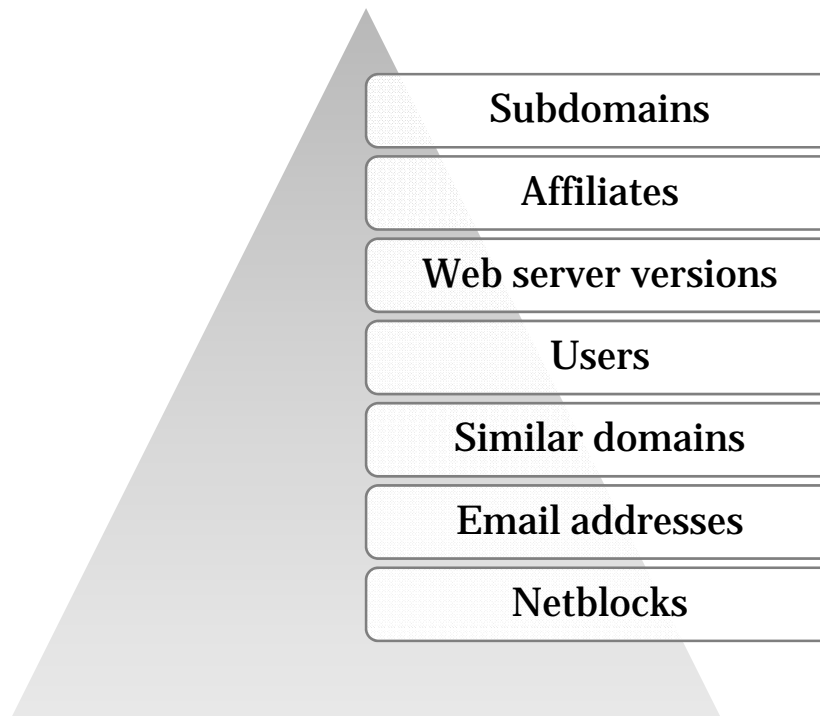 Subdomains
Affiliates
Web server versions
Users
Similar domains
Email addresses
Netblocks